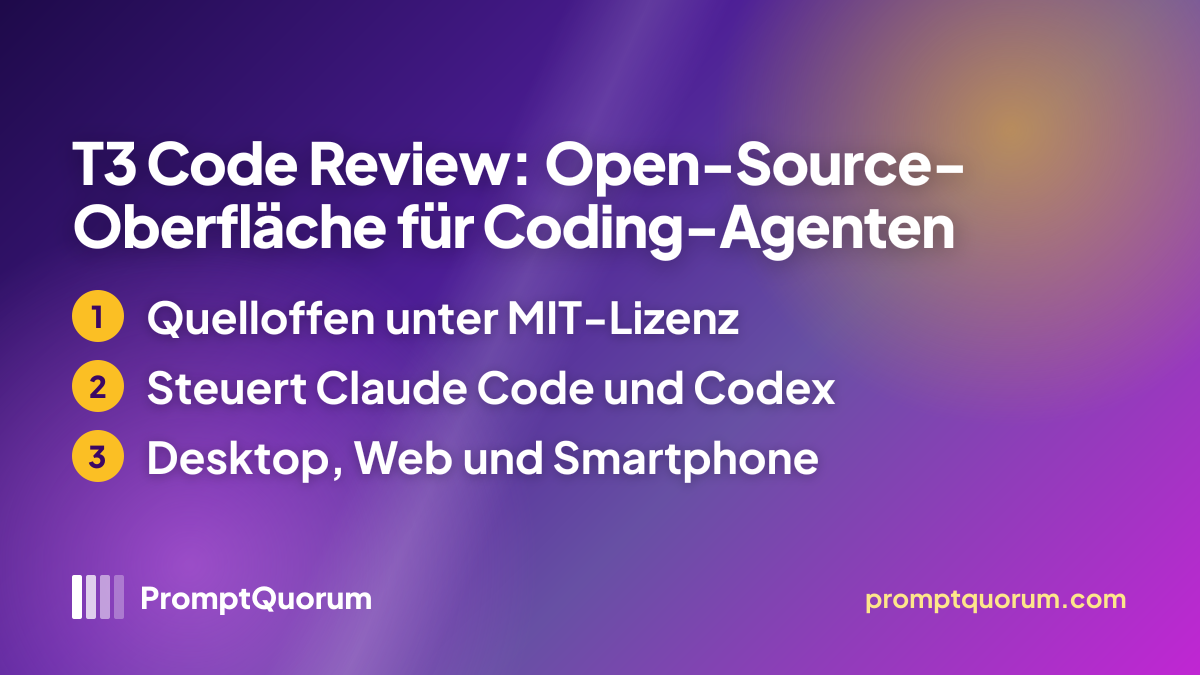 T3 Code Review: Open-Source-
Oberfläche für Coding-Agenten
1 Quelloffen unter MIT-Lizenz
2 Steuert Claude Code und Codex
3 Desktop, Web und Smartphone
PromptQuorum
promptquorum.com